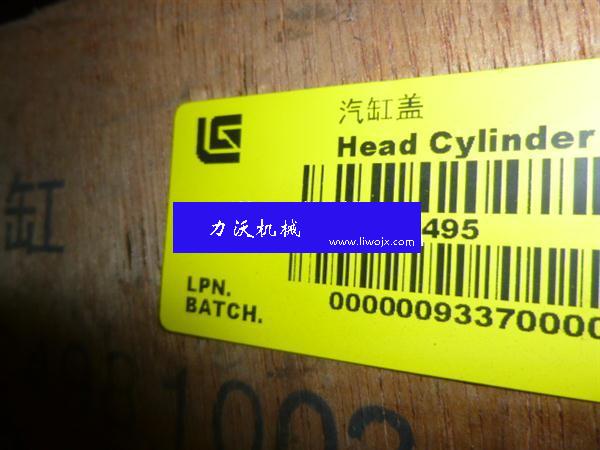 汽缸盖
Head Cylinder
495
力沃机械
www.liwojx.com
LPN.
BATCH.
00000093370000
缸